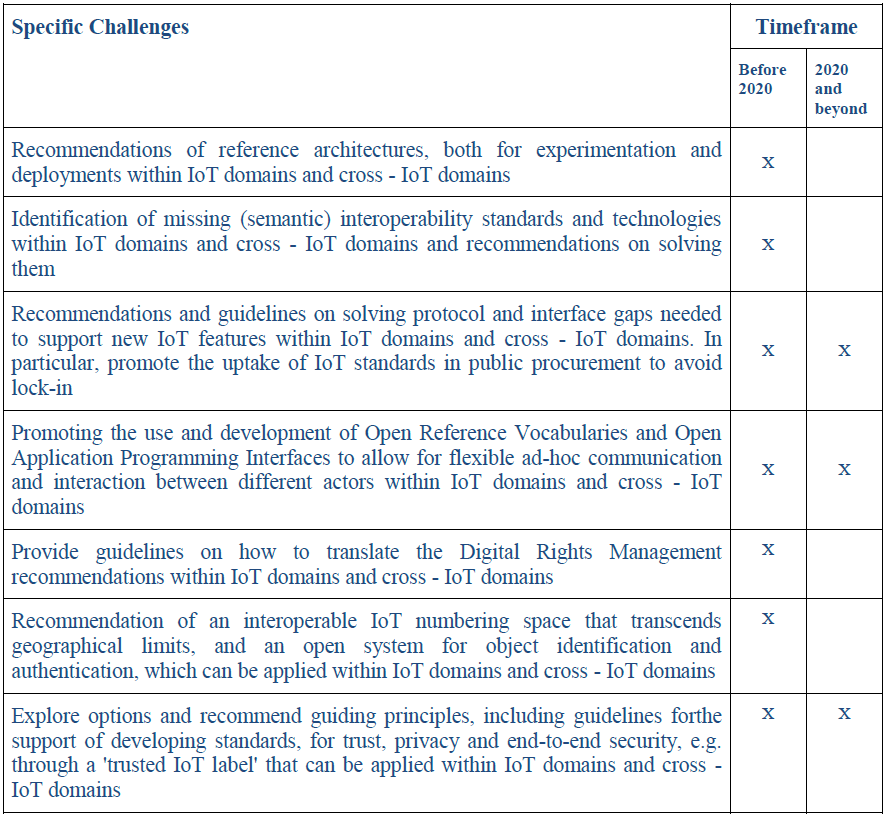 Specific Challenges
Timeframe
Before
2020
2020
and
beyond
Recommendations of reference architectures, both for experimentation and
deployments within IoT domains and cross - IoT domains
x
Identification of missing (semantic) interoperability standards and technologies
within IoT domains and cross - IoT domains and recommendations on solving
them
x
Recommendations and guidelines on solving protocol and interface gaps needed
to support new IoT features within IoT domains and cross - IoT domains. In
particular, promote the uptake of IoT standards in public procurement to avoid
lock-in
x x
Promoting the use and development of Open Reference Vocabularies and Open
Application Programming Interfaces to allow for flexible ad-hoc communication
and interaction between different actors within IoT domains and cross - IoT
domains
x x
Provide guidelines on how to translate the Digital Rights Management
recommendations within IoT domains and cross - IoT domains
x
Recommendation of an interoperable IoT numbering space that transcends
geographical limits, and an open system for object identification and
authentication, which can be applied within IoT domains and cross - IoT domains
x
Explore options and recommend guiding principles, including guidelines forthe
support of developing standards, for trust, privacy and end-to-end security, e.g.
through a 'trusted IoT label' that can be applied within IoT domains and cross -
IoT domains
x x